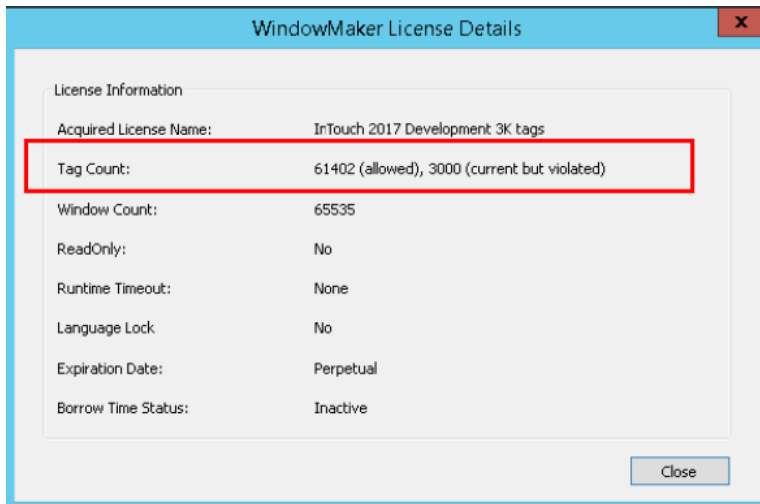 WindowMaker License Details
x
License Information
Acquired License Name: InTouch 2017 Development 3K tags
Tag Count: 61402 (allowed), 3000 (current but violated)
Window Count: 65535
ReadOnly: No
Runtime Timeout: None
Language Lock No
Expiration Date: Perpetual
Borrow Time Status: Inactive
Close